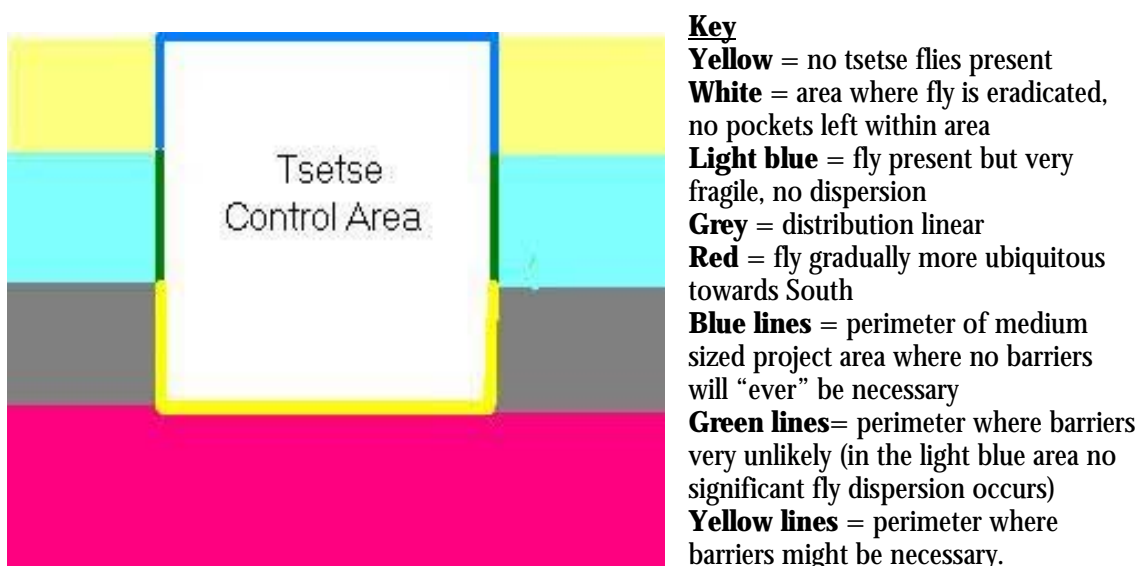 Tsetse
Control Area
Key
Yellow = no tsetse flies present
White = area where fly is eradicated,
no pockets left within area
Light blue = fly present but very
fragile, no dispersion
Grey = distribution linear
Red = fly gradually more ubiquitous
towards South
Blue lines = perimeter of medium
sized project area where no barriers
will “ever” be necessary
Green lines= perimeter where barriers
very unlikely (in the light blue area no
significant fly dispersion occurs)
Yellow lines = perimeter where
barriers might be necessary.